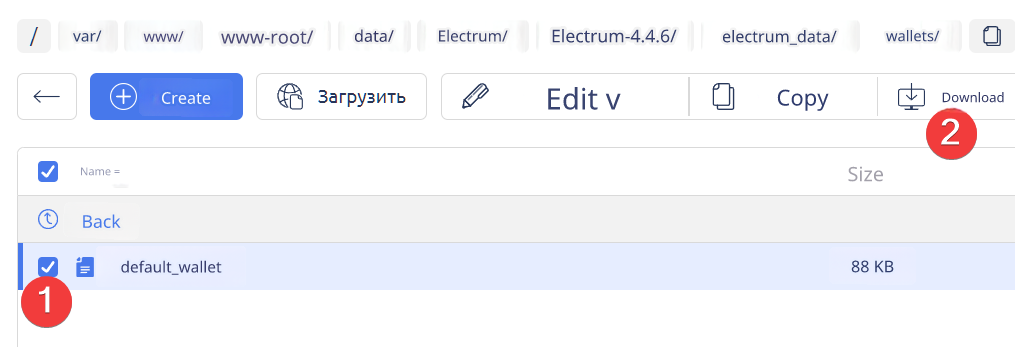 / var/ www/ www-root/ data/ Electrum/ Electrum-4.4.6/ electrum_data/ wallets/
Create Загрузить Edit v Copy Download
2
Name = Size
Back
default_wallet 88 KB
1